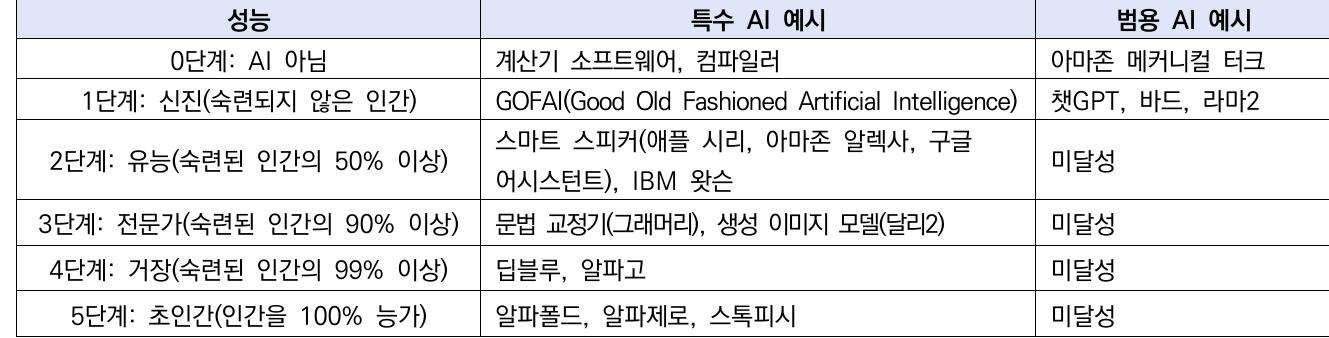 성능 특수 AI 예시 범용 AI 예시
0단계: AI 아님 계산기 소프트웨어, 컴파일러 아마존 메커니컬 터크
1단계: 신진(숙련되지 않은 인간) GOFAI(Good Old Fashioned Artificial Intelligence) 챗GPT, 바드, 라마2
2단계: 유능(숙련된 인간의 50% 이상) 스마트 스피커(애플 시리, 아마존 알렉사, 구글
어시스턴트), IBM 왓슨 미달성
3단계: 전문가(숙련된 인간의 90% 이상) 문법 교정기(그래머리), 생성 이미지 모델(달리2) 미달성
4단계: 거장(숙련된 인간의 99% 이상) 딥블루, 알파고 미달성
5단계: 초인간(인간을 100% 능가) 알파폴드, 알파제로, 스톡피시 미달성